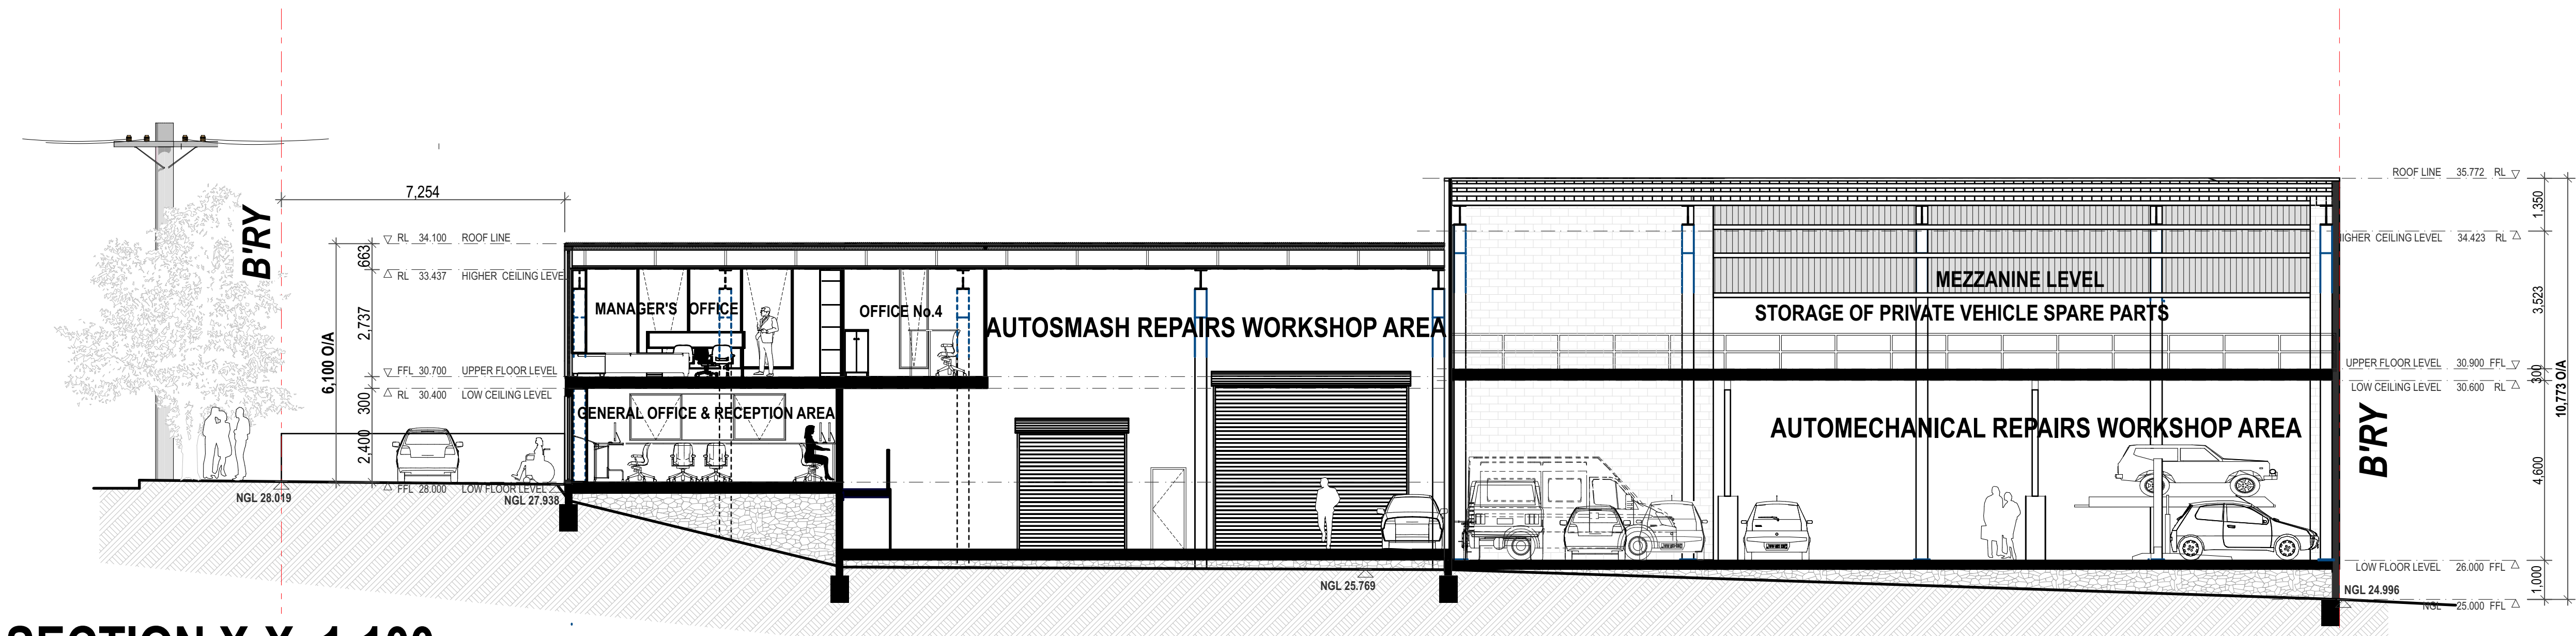 7,254
B'RY
RL 34.100 ROOF LINE
663
RL 33.437 HIGHER CEILING LEVEL
2,737
6,100 O/A
FFL 30.700 UPPER FLOOR LEVEL
300
RL 30.400 LOW CEILING LEVEL
2,400
FFL 28.000 LOW FLOOR LEVEL
NGL 28.019
NGL 27.938
MANAGER'S OFFICE
OFFICE No.4
GENERAL OFFICE & RECEPTION AREA
AUTOSMASH REPAIRS WORKSHOP AREA
NGL 25.769
MEZZANINE LEVEL
STORAGE OF PRIVATE VEHICLE SPARE PARTS
AUTOMECHANICAL REPAIRS WORKSHOP AREA
B'RY
ROOF LINE 35.772 RL
1,350
HIGHER CEILING LEVEL 34.423 RL
3,523
UPPER FLOOR LEVEL 30.900 FFL
300
LOW CEILING LEVEL 30.600 RL
10,773 O/A
4,600
LOW FLOOR LEVEL 26.000 FFL
1,000
NGL 24.996
NGL 25.000 FFL
SECTION X-X 1:100